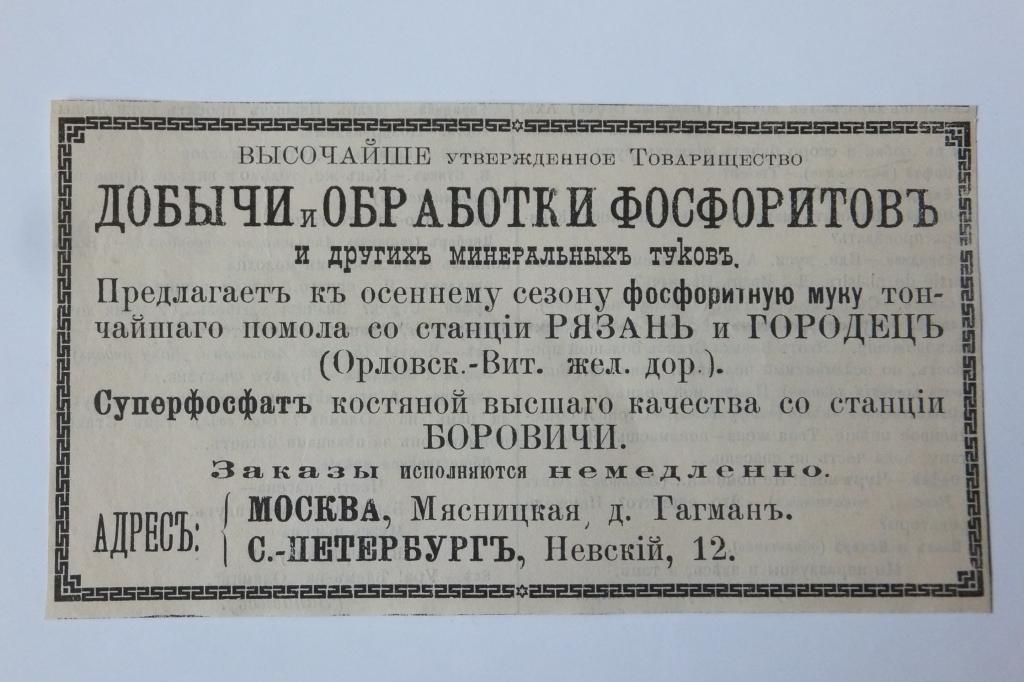 ВЫСОЧАЙШЕ УТВЕРЖДЕННОЕ ТОВАРИЩЕСТВО
ДОБЫЧИ и ОБРАБОТКИ ФОСФОРИТОВЪ
И ДРУГИХЪ МИНЕРАЛЬНЫХЪ ТУКОВЪ.
Предлагаетъ къ осеннему сезону фосфоритную муку тон-
чайшаго помола со станціи РЯЗАНЬ и ГОРОДЕЦЪ
(Орловск.-Вит. жел. дор.).
Суперфосфатъ костяной высшаго качества со станціи
БОРОВИЧИ.
Заказы исполняются немедленно.
АДРЕСЪ:
МОСКВА, Мясницкая, д. Гагманъ.
С.-ПЕТЕРБУРГЪ, Невскій, 12.